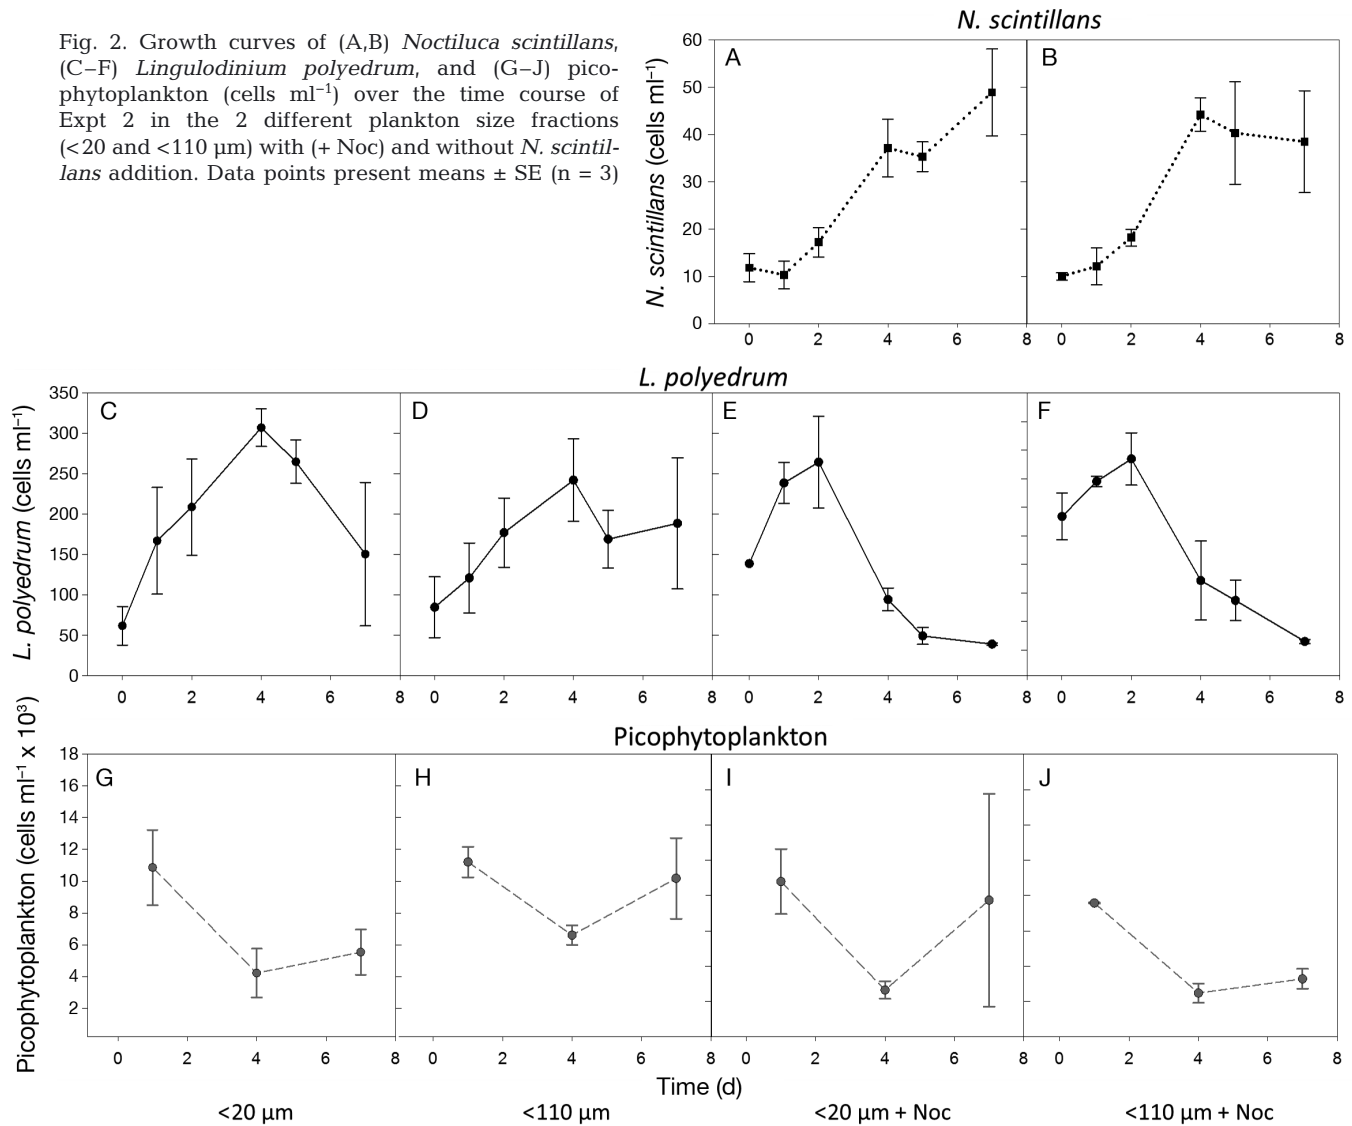 Fig. 2. Growth curves of (A,B) Noctiluca scintillans,
(C–F) Lingulodinium polyedrum, and (G–J) pico-
phytoplankton (cells ml⁻¹) over the time course of
Expt 2 in the 2 different plankton size fractions
(<20 and <110 µm) with (+ Noc) and without N. scintil-
lans addition. Data points present means ± SE (n = 3)
N. scintillans
N. scintillans (cells ml⁻¹)
60
50
40
30
20
10
0
A
B
0 2 4 6 8
0 2 4 6 8
L. polyedrum
L. polyedrum (cells ml⁻¹)
350
300
250
200
150
100
50
0
C
D
E
F
0 2 4 6 8
0 2 4 6 8
0 2 4 6 8
0 2 4 6 8
Picophytoplankton
Picophytoplankton (cells ml⁻¹ x 10³)
18
16
14
12
10
8
6
4
2
G
H
I
J
0 2 4 6 8
0 2 4 6 8
0 2 4 6 8
0 2 4 6 8
Time (d)
<20 µm
<110 µm
<20 µm + Noc
<110 µm + Noc